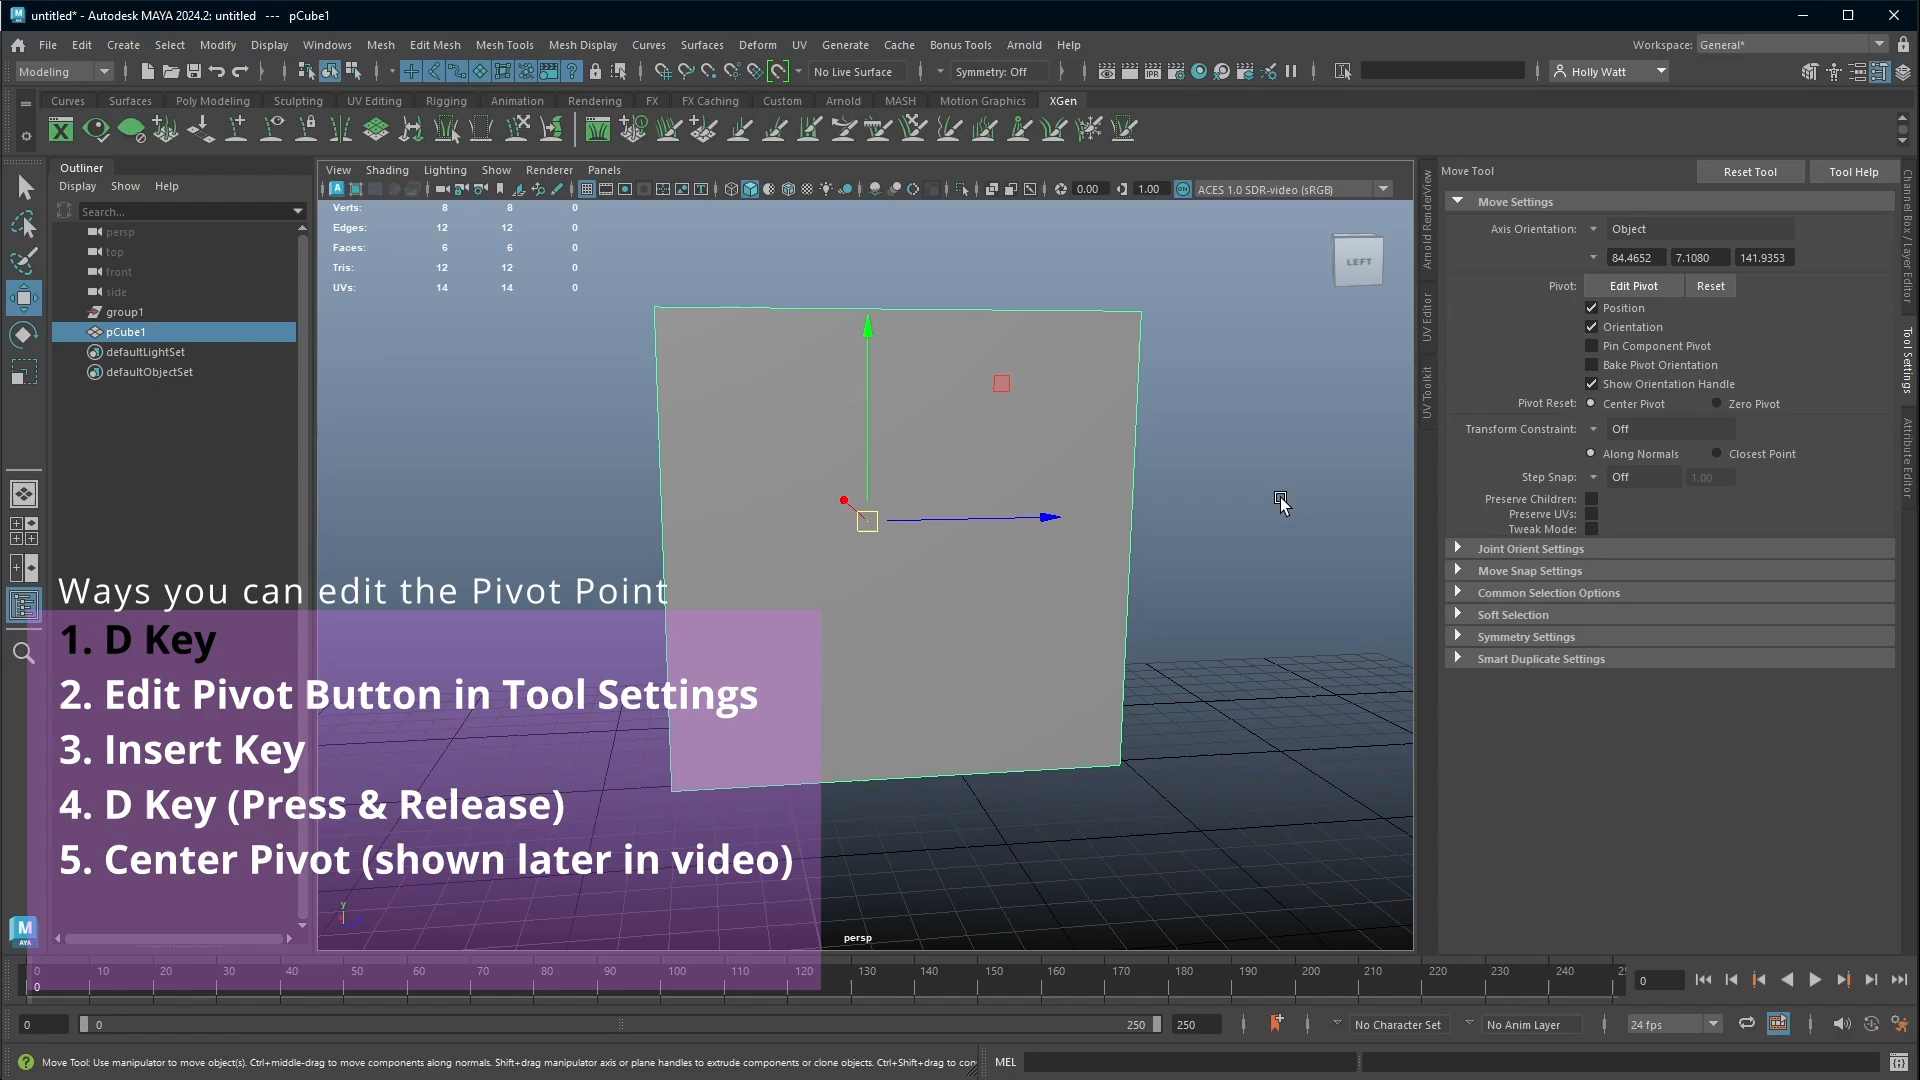 untitled* - Autodesk MAYA 2024.2: untitled --- pCube1
File Edit Create Select Modify Display Windows Mesh Edit Mesh Mesh Tools Mesh Display Curves Surfaces Deform UV Generate Cache Bonus Tools Arnold Help
Workspace: General*
Modeling
No Live Surface
Symmetry: Off
Holly Watt
Curves Surfaces Poly Modeling Sculpting UV Editing Rigging Animation Rendering FX FX Caching Custom Arnold MASH Motion Graphics XGen
Outliner
Display Show Help
Search...
persp
top
front
side
group1
pCube1
defaultLightSet
defaultObjectSet
View Shading Lighting Show Renderer Panels
0.00 1.00 ACES 1.0 SDR-video (sRGB)
Verts: 8 8 0
Edges: 12 12 0
Faces: 6 6 0
Tris: 12 12 0
UVs: 14 14 0
LEFT
persp
Ways you can edit the Pivot Point
1. D Key
2. Edit Pivot Button in Tool Settings
3. Insert Key
4. D Key (Press & Release)
5. Center Pivot (shown later in video)
y
Arnold RenderView
UV Editor
UV Toolkit
Move Tool
Reset Tool
Tool Help
Move Settings
Axis Orientation: Object
84.4652 7.1080 141.9353
Pivot: Edit Pivot Reset
Position
Orientation
Pin Component Pivot
Bake Pivot Orientation
Show Orientation Handle
Pivot Reset: Center Pivot Zero Pivot
Transform Constraint: Off
Along Normals Closest Point
Step Snap: Off 1.00
Preserve Children:
Preserve UVs:
Tweak Mode:
Joint Orient Settings
Move Snap Settings
Common Selection Options
Soft Selection
Symmetry Settings
Smart Duplicate Settings
Channel Box / Layer Editor
Tool Settings
Attribute Editor
M
AYA
0 10 20 30 40 50 60 70 80 90 100 110 120 130 140 150 160 170 180 190 200 210 220 230 240
0
0
0 0 250 250
No Character Set
No Anim Layer
24 fps
Move Tool: Use manipulator to move object(s). Ctrl+middle-drag to move components along normals. Shift+drag manipulator axis or plane handles to extrude components or clone objects. Ctrl+Shift+drag to con
MEL